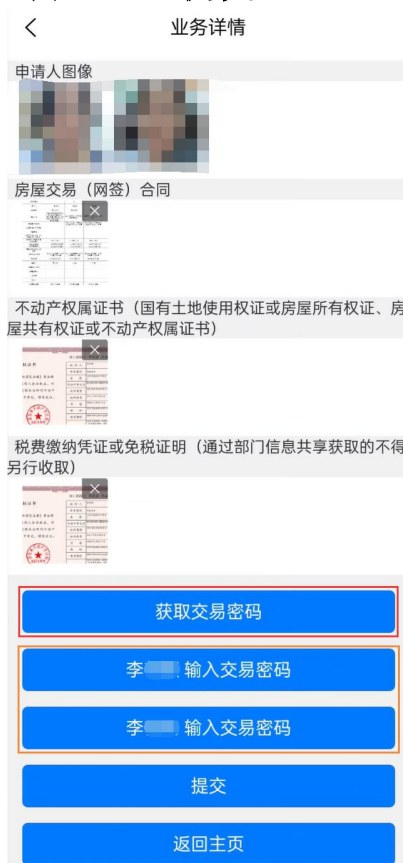 业务详情
申请人图像
房屋交易（网签）合同
不动产权属证书（国有土地使用权证或房屋所有权证、房
屋共有权证或不动产权属证书）
税费缴纳凭证或免税证明（通过部门信息共享获取的不得
另行收取）
获取交易密码
李 输入交易密码
李 输入交易密码
提交
返回主页